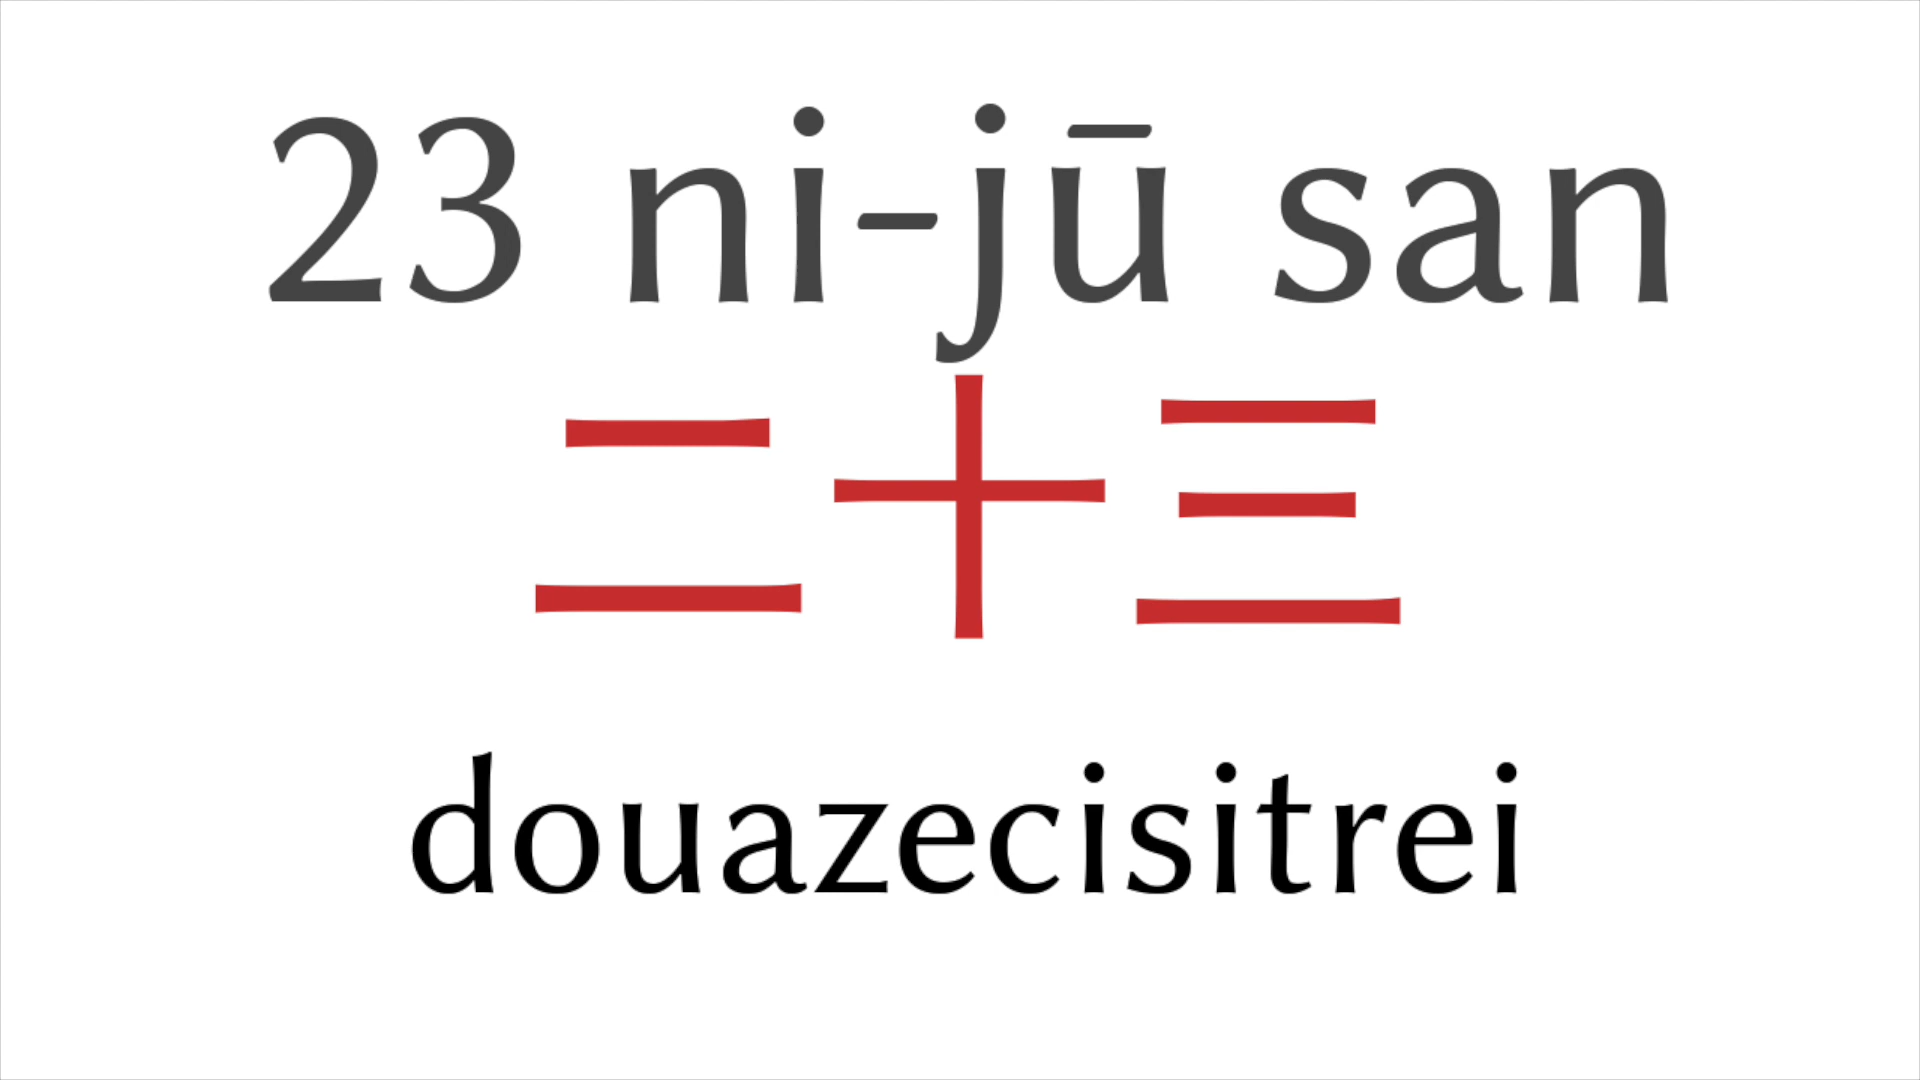 23 ni-jū san
二十三
douazecisitrei